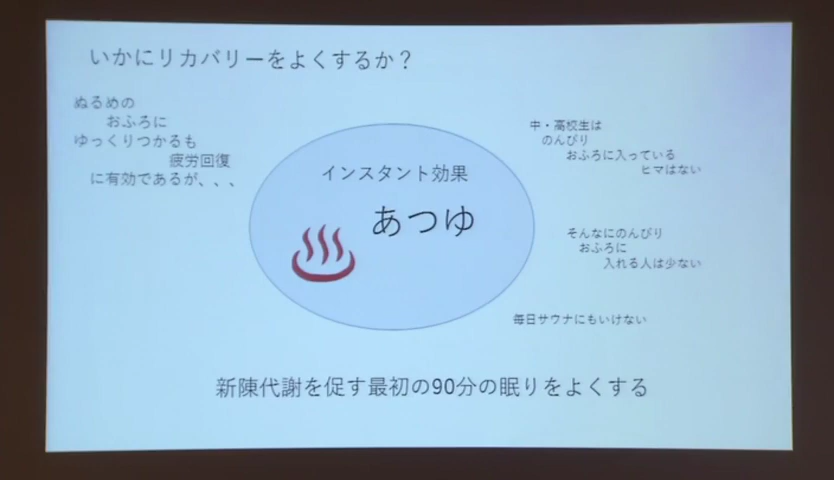 いかにリカバリーをよくするか？
ぬるめの
おふろに
ゆっくりつかるも
疲労回復
に有効であるが、、、
インスタント効果
あつゆ
中・高校生は
のんびり
おふろに入っている
ヒマはない
そんなにのんびり
おふろに
入れる人は少ない
毎日サウナにもいけない
新陳代謝を促す最初の90分の眠りをよくする